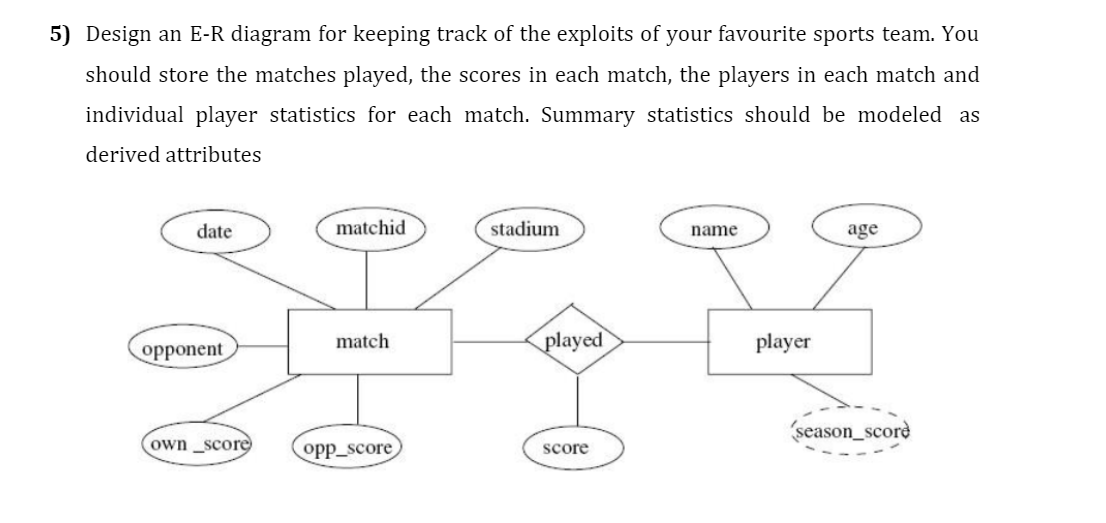 5) Design an E-R diagram for keeping track of the exploits of your favourite sports team. You
should store the matches played, the scores in each match, the players in each match and
individual player statistics for each match. Summary statistics should be modeled as
derived attributes
date
matchid
stadium
name
age
opponent
match
played
player
own _score
opp_score
score
season_score